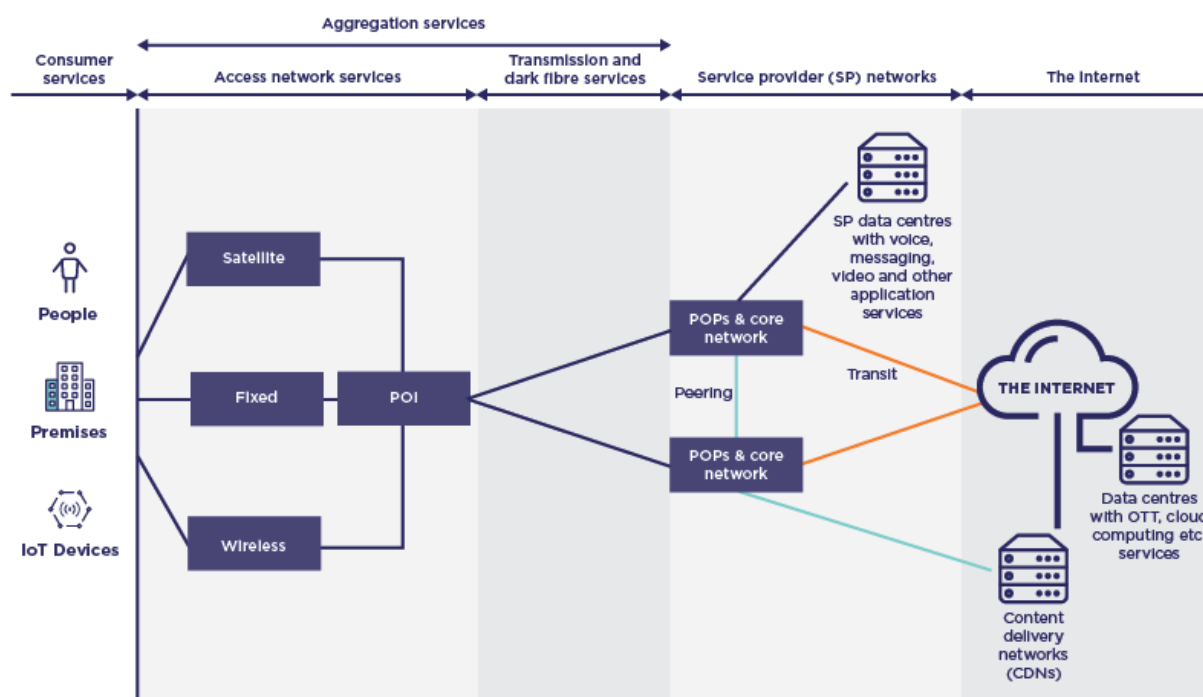 Aggregation services
Consumer
services
Access network services
Transmission and
dark fibre services
Service provider (SP) networks
The Internet
People
Premises
IoT Devices
Satellite
Fixed
Wireless
POI
POPs & core
network
Peering
POPs & core
network
Transit
SP data centres
with voice,
messaging,
video and other
application
services
THE INTERNET
Data centres
with OTT, cloud
computing etc
services
Content
delivery
networks
(CDNs)